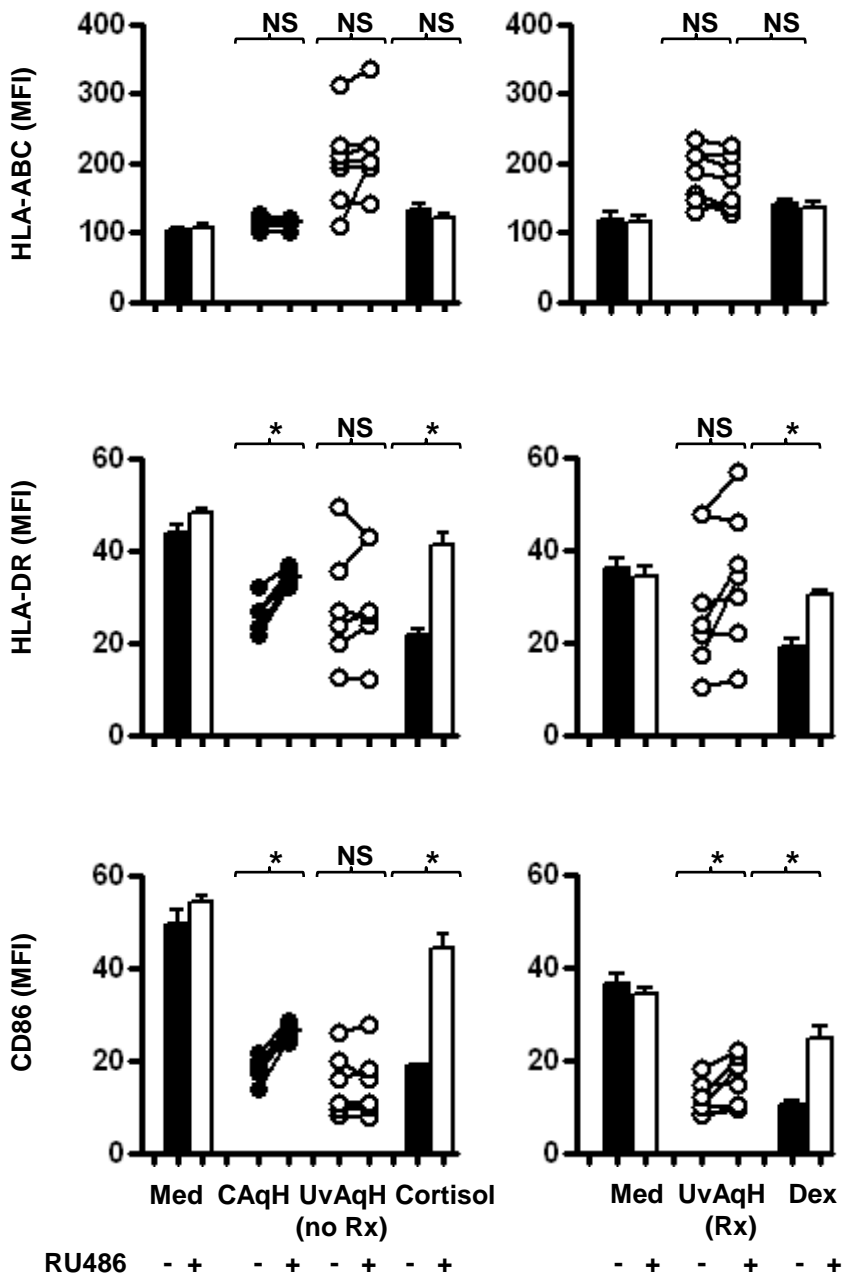 NS NS NS NS NS
HLA-ABC (MFI)
400 400
300 300
200 200
100 100
0 0
* NS * NS *
HLA-DR (MFI)
60 60
40 40
20 20
0 0
* NS * * *
CD86 (MFI)
60 60
40 40
20 20
0 0
Med CAqH UvAqH Cortisol Med UvAqH Dex
(no Rx) (Rx)
RU486 - + - + - + - + - + - + - +